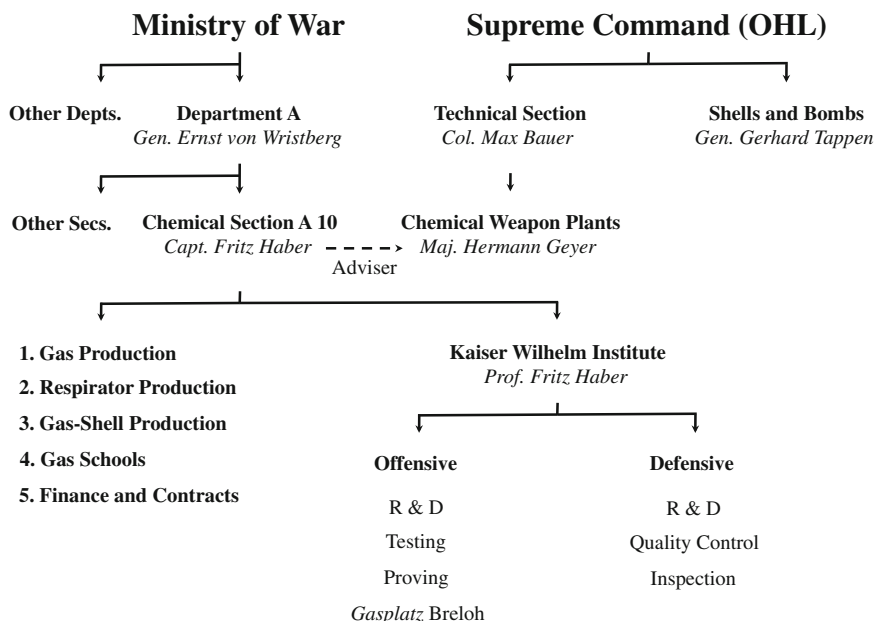 Ministry of War
Supreme Command (OHL)
Other Depts.
Department A
Gen. Ernst von Wristberg
Technical Section
Col. Max Bauer
Shells and Bombs
Gen. Gerhard Tappen
Other Secs.
Chemical Section A 10
Capt. Fritz Haber
Adviser
Chemical Weapon Plants
Maj. Hermann Geyer
1. Gas Production
2. Respirator Production
3. Gas-Shell Production
4. Gas Schools
5. Finance and Contracts
Kaiser Wilhelm Institute
Prof. Fritz Haber
Offensive
R & D
Testing
Proving
Gasplatz Breloh
Defensive
R & D
Quality Control
Inspection